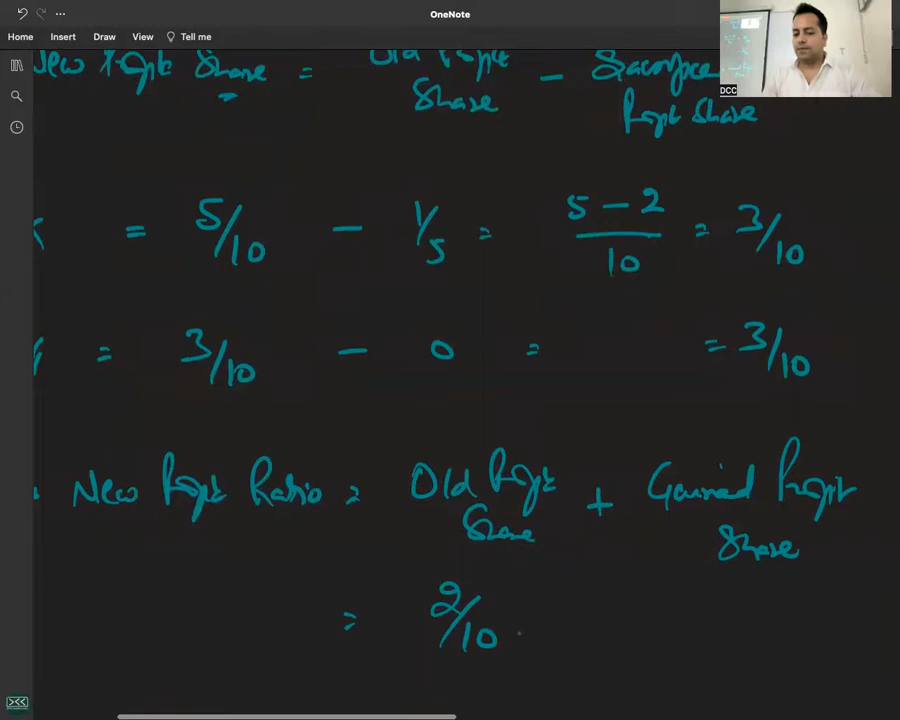 OneNote
Home Insert Draw View Tell me
DCC
New Profit Share = Old Profit Share - Sacrifice Profit Share
= 5/10 - 1/5 = 5 - 2 / 10 = 3/10
= 3/10 - 0 = = 3/10
New Profit Ratio = Old Profit Share + Gained Profit Share
= 2/10